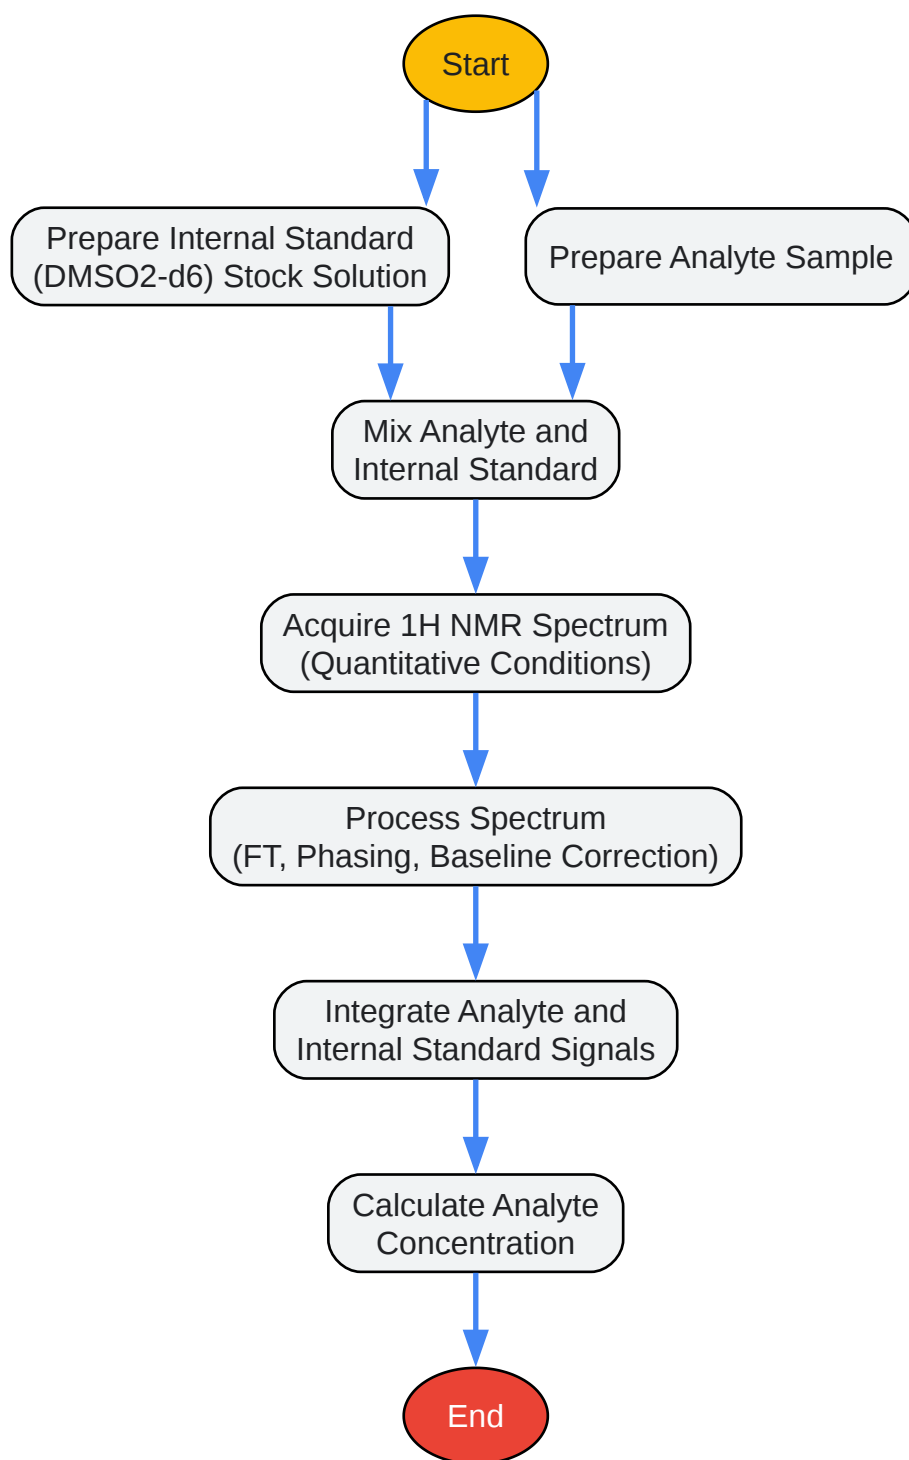 Start
Prepare Internal Standard
(DMSO2-d6) Stock Solution
Prepare Analyte Sample
Mix Analyte and
Internal Standard
Acquire 1H NMR Spectrum
(Quantitative Conditions)
Process Spectrum
(FT, Phasing, Baseline Correction)
Integrate Analyte and
Internal Standard Signals
Calculate Analyte
Concentration
End